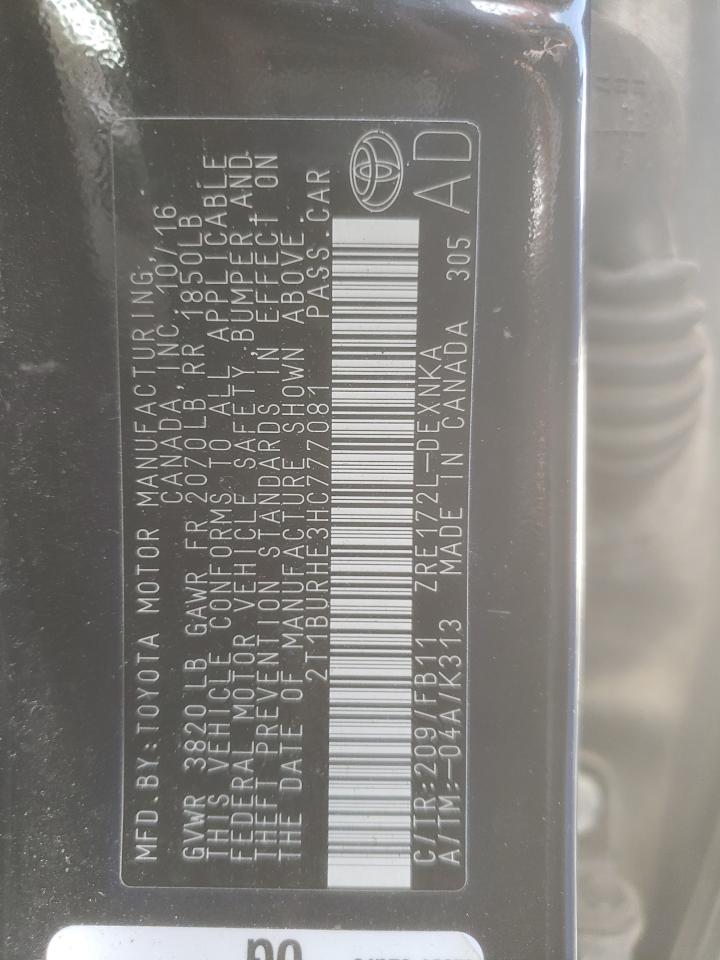 MFD.BY:TOYOTA MOTOR MANUFACTURING,
CANADA, INC. 10/16
GVWR 3820 LB GAWR FR 2070LB, RR 1850LB
THIS VEHICLE CONFORMS TO ALL APPLICABLE
FEDERAL MOTOR VEHICLE SAFETY, BUMPER, AND
THEFT PREVENTION STANDARDS IN EFFECT ON
THE DATE OF MANUFACTURE SHOWN ABOVE.
2T1BURHE3HC777081 PASS.CAR
C/TR:209/FB11 ZRE172L-DEXNKA
A/TM:-04A/K313 MADE IN CANADA 305 AD